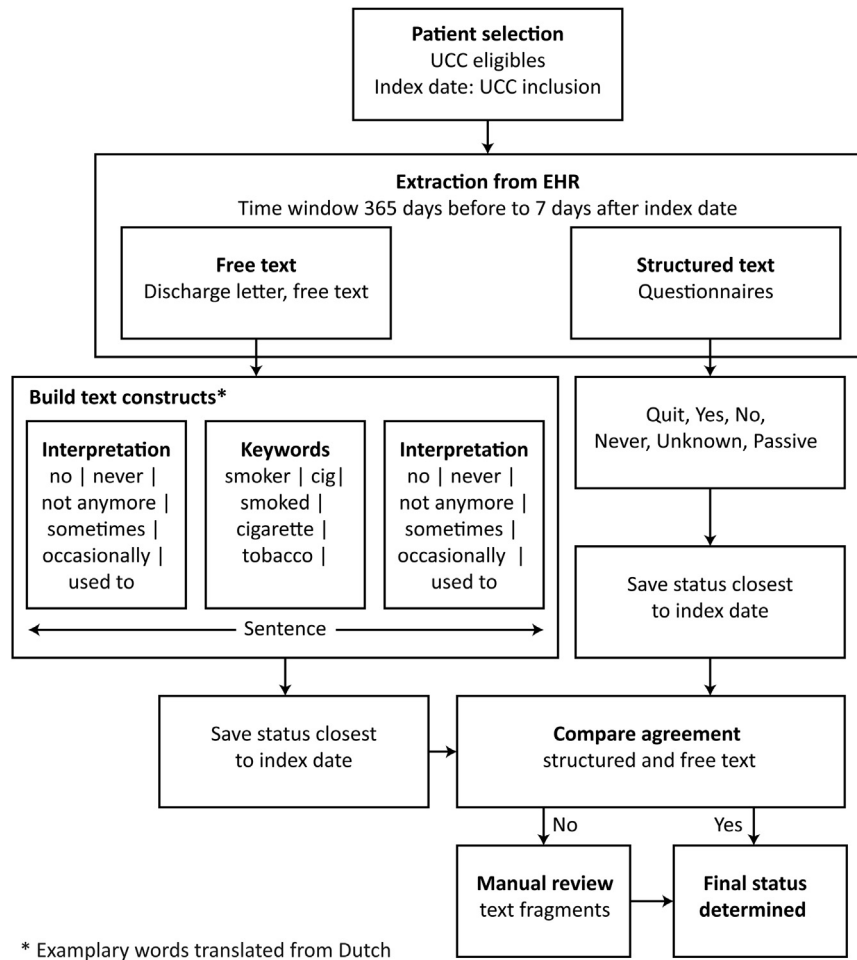 Patient selection
UCC eligibles
Index date: UCC inclusion
Extraction from EHR
Time window 365 days before to 7 days after index date
Free text
Discharge letter, free text
Structured text
Questionnaires
Build text constructs*
Interpretation
no | never |
not anymore |
sometimes |
occasionally |
used to
Keywords
smoker | cig|
smoked |
cigarette |
tobacco |
Interpretation
no | never |
not anymore |
sometimes |
occasionally |
used to
Sentence
Quit, Yes, No,
Never, Unknown, Passive
Save status closest
to index date
Save status closest
to index date
Compare agreement
structured and free text
No
Yes
Manual review
text fragments
Final status
determined
* Examplary words translated from Dutch